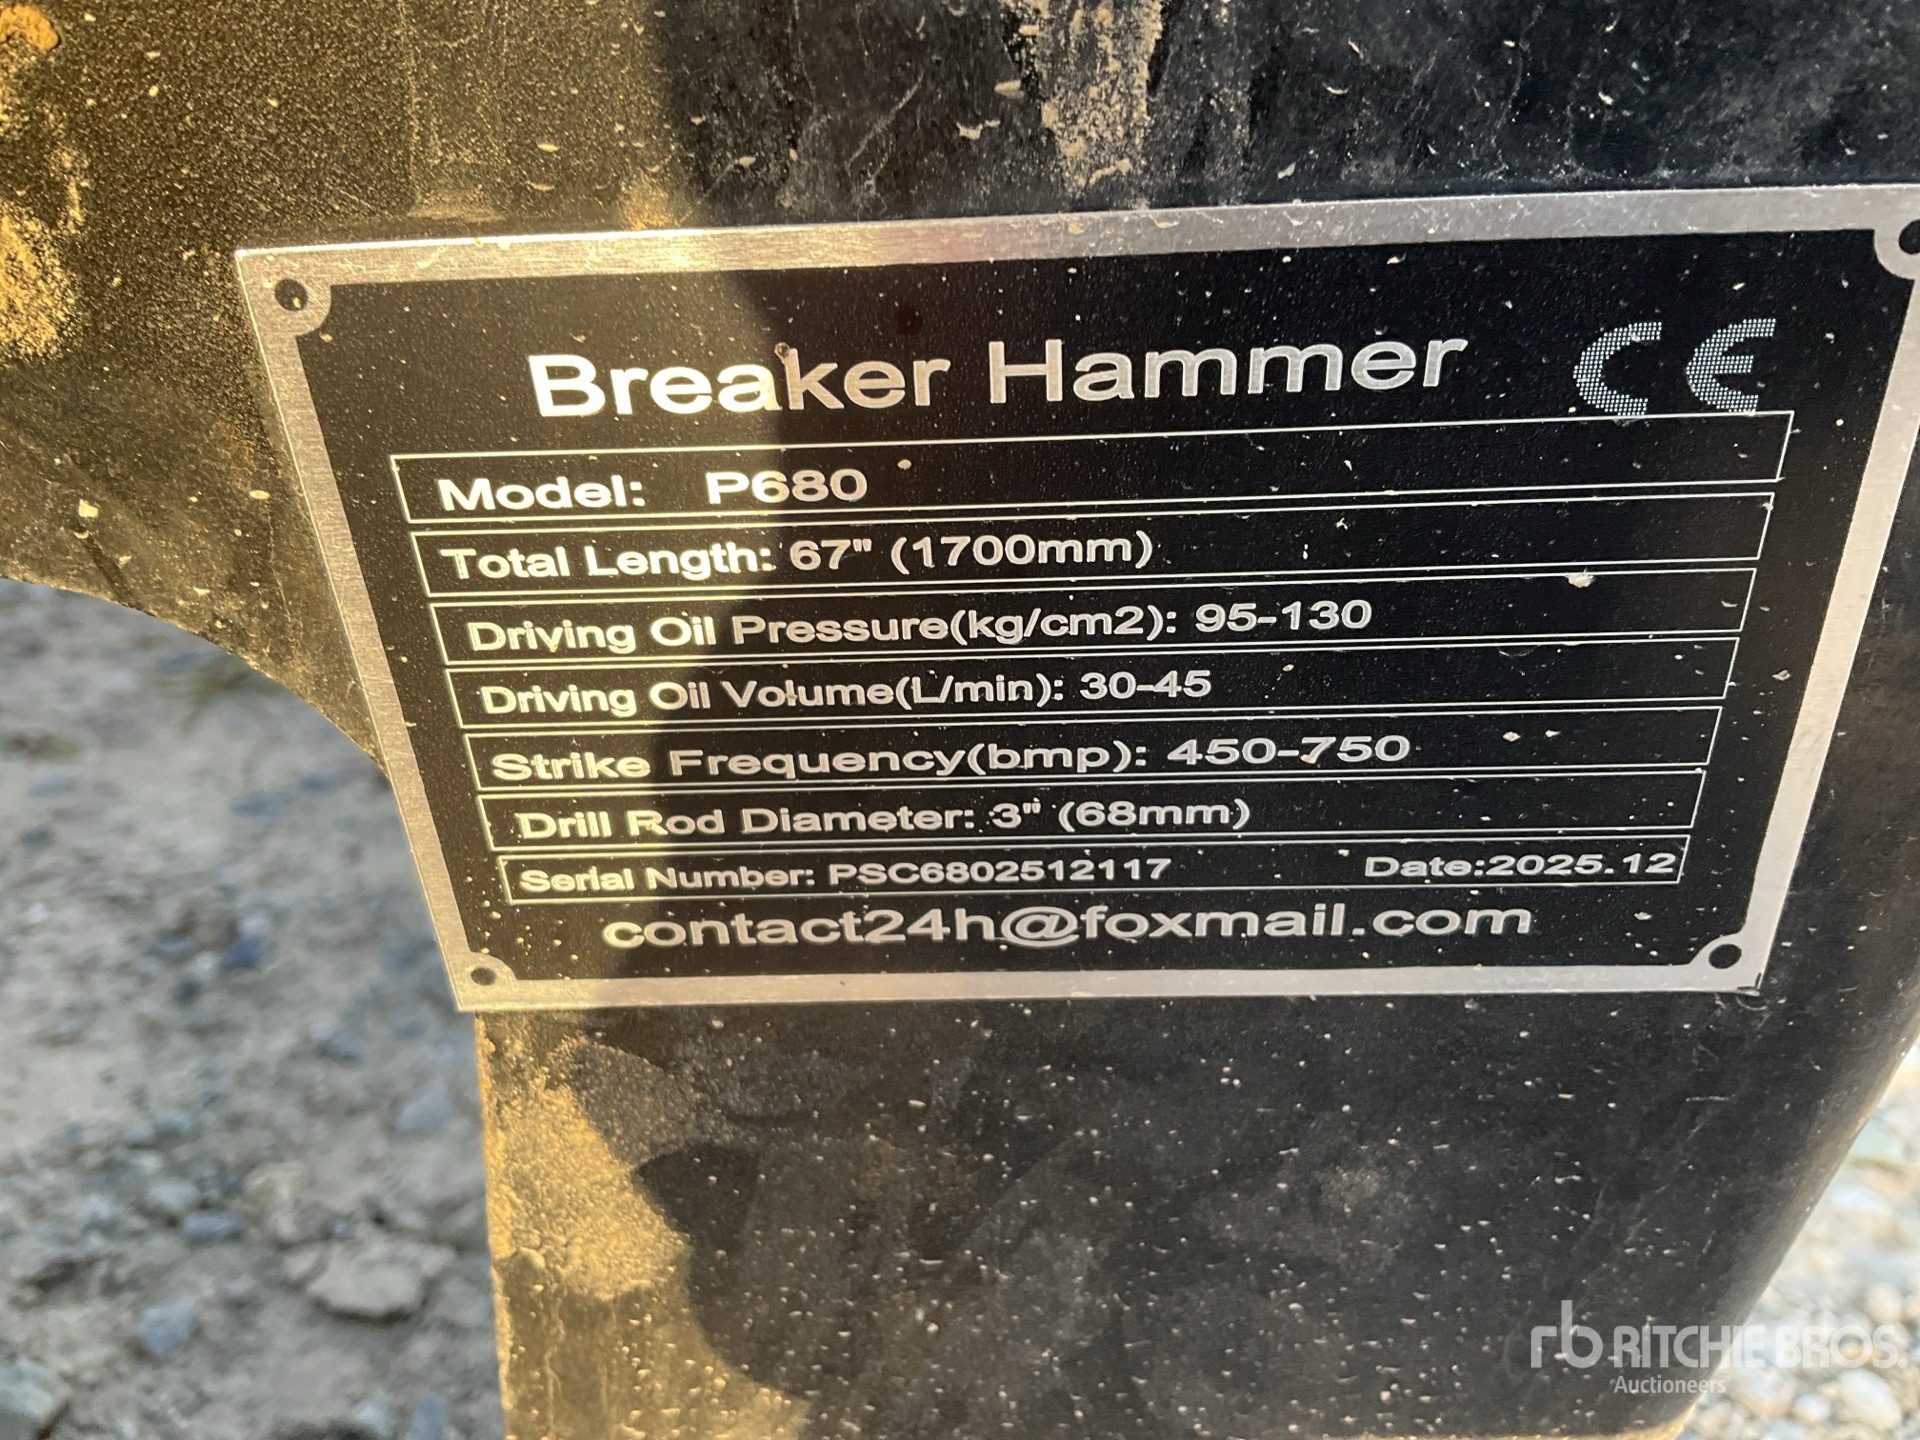 Breaker Hammer CE
Model: P680
Total Length: 67" (1700mm)
Driving Oil Pressure(kg/cm2): 95-130
Driving Oil Volume(L/min): 30-45
Strike Frequency(bmp): 450-750
Drill Rod Diameter: 3" (68mm)
Serial Number: PSC6802512117 Date:2025.12
contact24h@foxmail.com
rb RITCHIE BROS.
Auctioneers